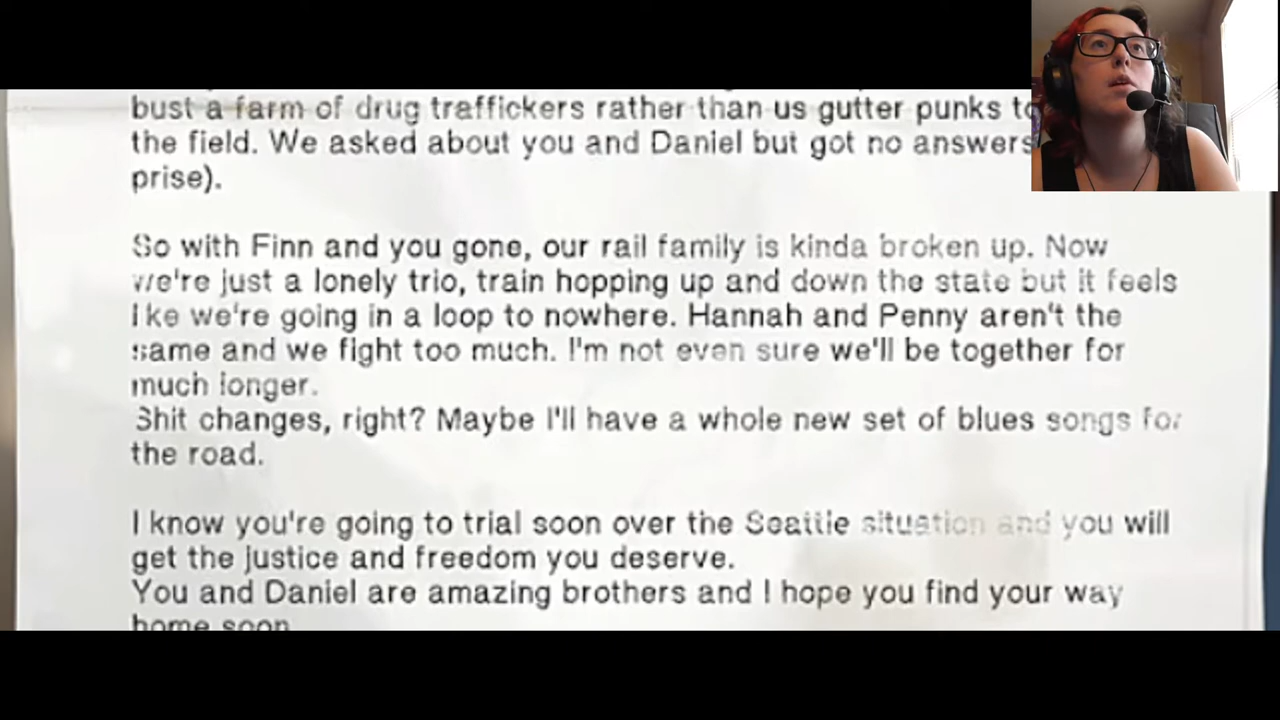 bust a farm of drug traffickers rather than us gutter punks
the field. We asked about you and Daniel but got no answers
prise).
So with Finn and you gone, our rail family is kinda broken up. Now
we're just a lonely trio, train hopping up and down the state but it feels
like we're going in a loop to nowhere. Hannah and Penny aren't the
same and we fight too much. I'm not even sure we'll be together for
much longer.
Shit changes, right? Maybe I'll have a whole new set of blues songs for
the road.
I know you're going to trial soon over the Seattle situation and you will
get the justice and freedom you deserve.
You and Daniel are amazing brothers and I hope you find your way
home soon